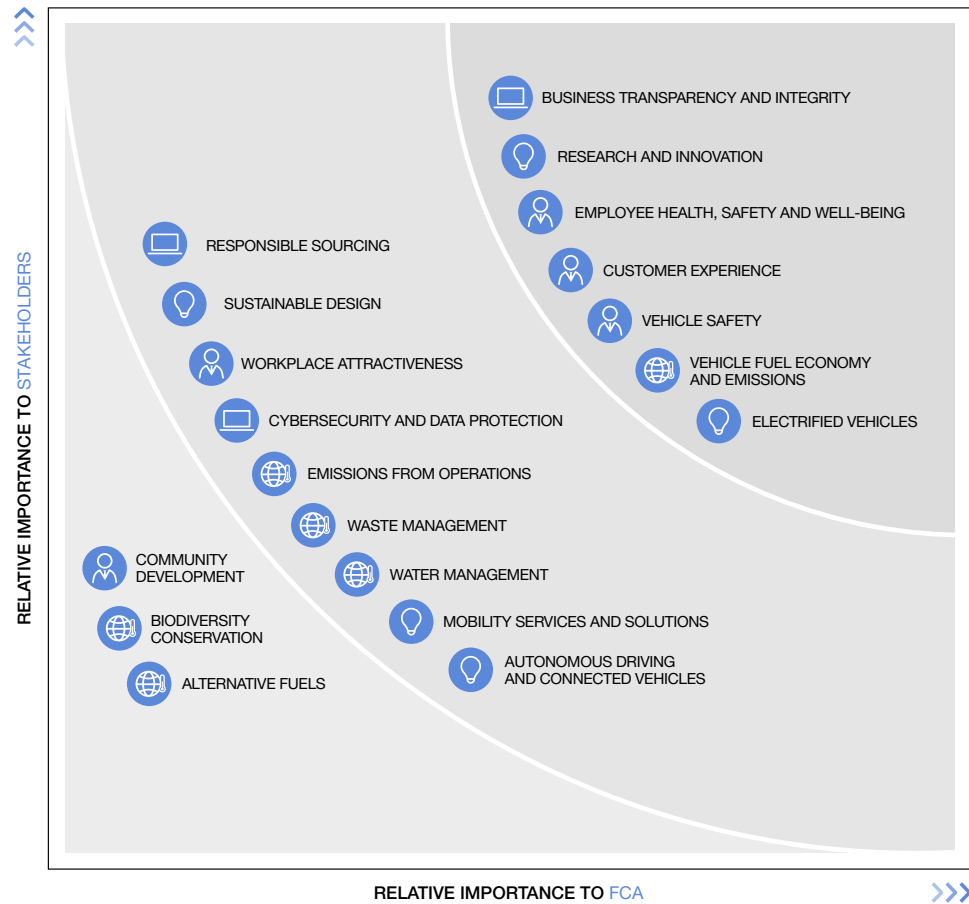 BUSINESS TRANSPARENCY AND INTEGRITY
RESEARCH AND INNOVATION
EMPLOYEE HEALTH, SAFETY AND WELL-BEING
CUSTOMER EXPERIENCE
VEHICLE SAFETY
VEHICLE FUEL ECONOMY
AND EMISSIONS
ELECTRIFIED VEHICLES
RESPONSIBLE SOURCING
SUSTAINABLE DESIGN
WORKPLACE ATTRACTIVENESS
CYBERSECURITY AND DATA PROTECTION
EMISSIONS FROM OPERATIONS
WASTE MANAGEMENT
WATER MANAGEMENT
MOBILITY SERVICES AND SOLUTIONS
AUTONOMOUS DRIVING
AND CONNECTED VEHICLES
COMMUNITY
DEVELOPMENT
BIODIVERSITY
CONSERVATION
ALTERNATIVE FUELS
RELATIVE IMPORTANCE TO STAKEHOLDERS
RELATIVE IMPORTANCE TO FCA